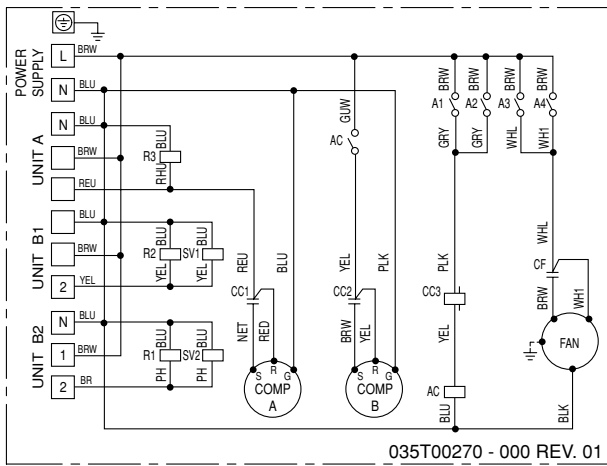 POWER SUPPLY
L BRW
N BLU
UNIT A
N BLU
BRW
REU
UNIT B1
BLU
BRW
2 YEL
UNIT B2
N BLU
1 BRW
2 BR
R3 BLU
RHU
R2 BLU SV1 BLU
YEL YEL
R1 BLU SV2 BLU
PH PH
REU BLU
CC1
NET RED
S R G
COMP
A
GUW
AC
YEL PLK
CC2
BRW YEL
S R G
COMP
B
BRW BRW BRW BRW
A1 A2 A3 A4
GRY GRY WHL WH1
PLK
CC3
YEL
AC
BLU
WHL
CF
BRW WH1
FAN
BLK
035T00270 - 000 REV. 01